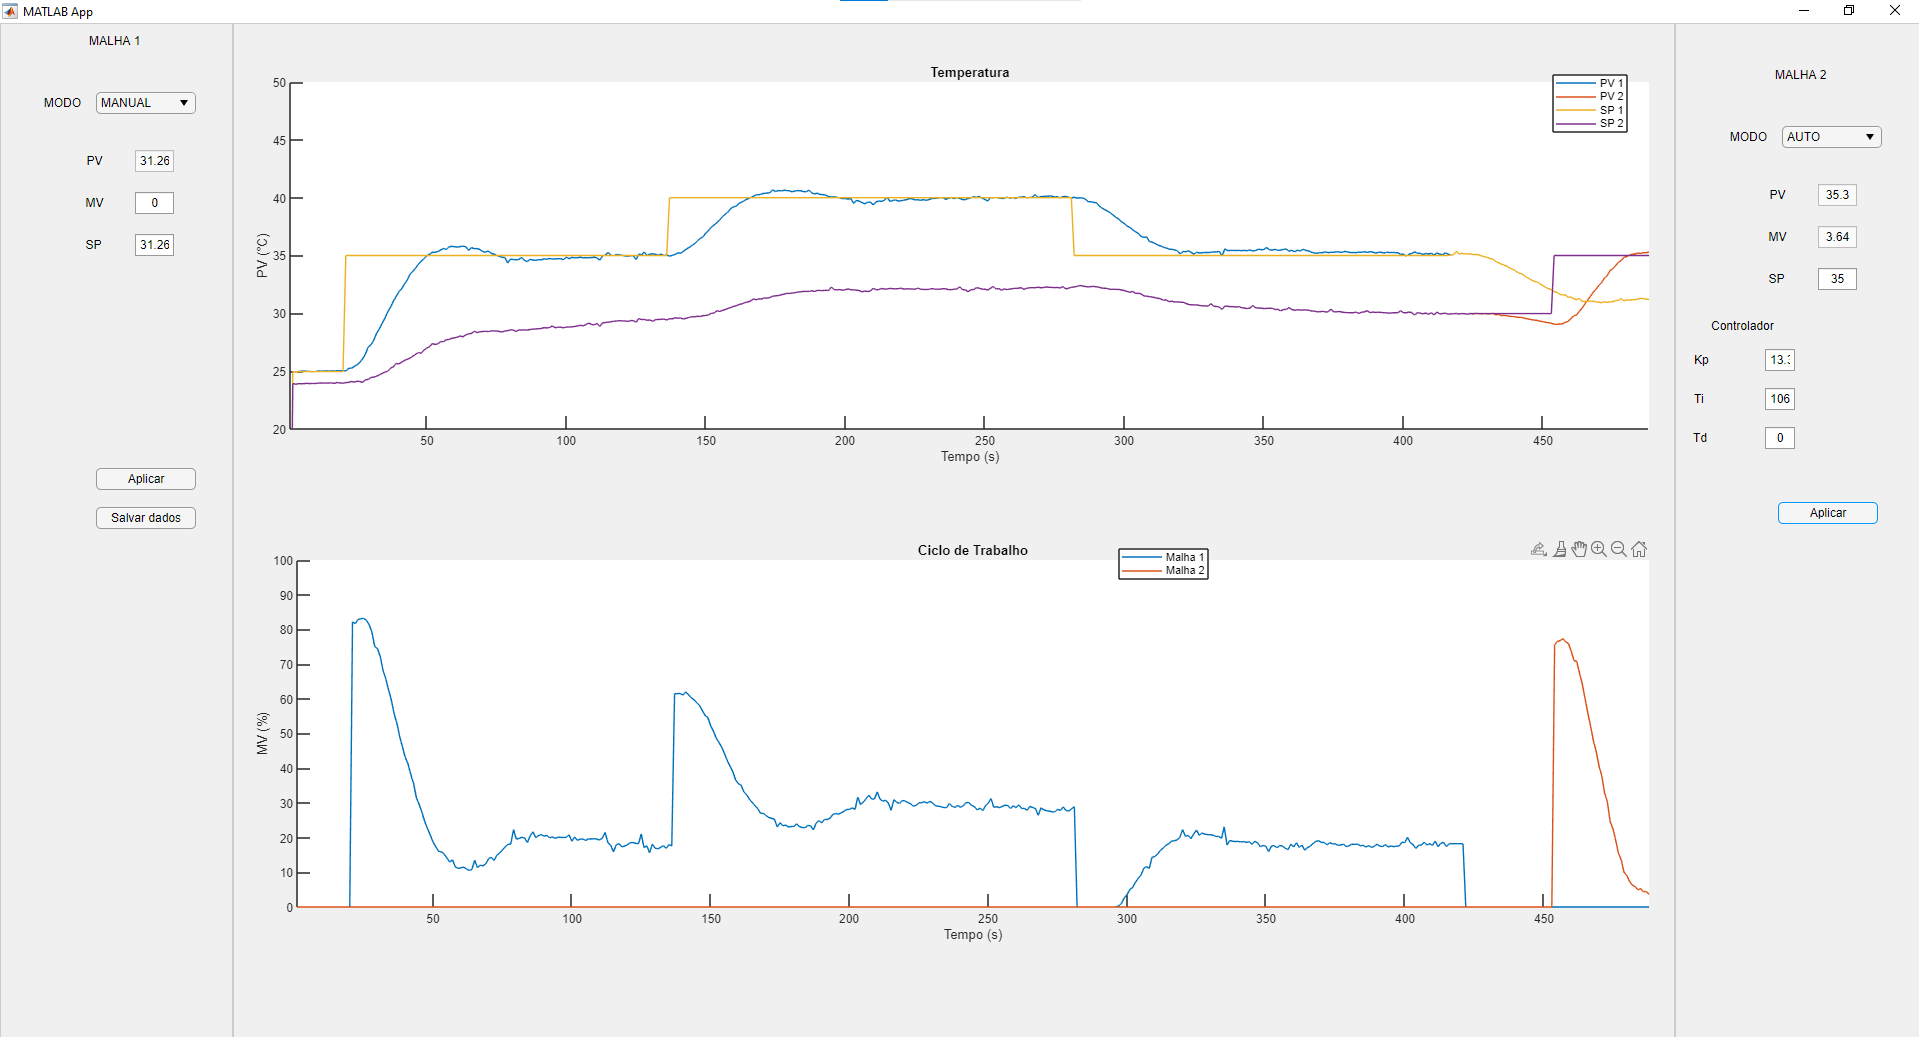 MATLAB App
MALHA 1
MODO MANUAL
PV 31.26
MV 0
SP 31.26
Aplicar
Salvar dados
Temperatura
PV 1
PV 2
SP 1
SP 2
50
45
40
35
30
25
20
PV (°C)
50 100 150 200 250 300 350 400 450
Tempo (s)
Ciclo de Trabalho
Malha 1
Malha 2
100
90
80
70
60
50
40
30
20
10
0
MV (%)
50 100 150 200 250 300 350 400 450
Tempo (s)
MALHA 2
MODO AUTO
PV 35.3
MV 3.64
SP 35
Controlador
Kp 13.
Ti 106
Td 0
Aplicar